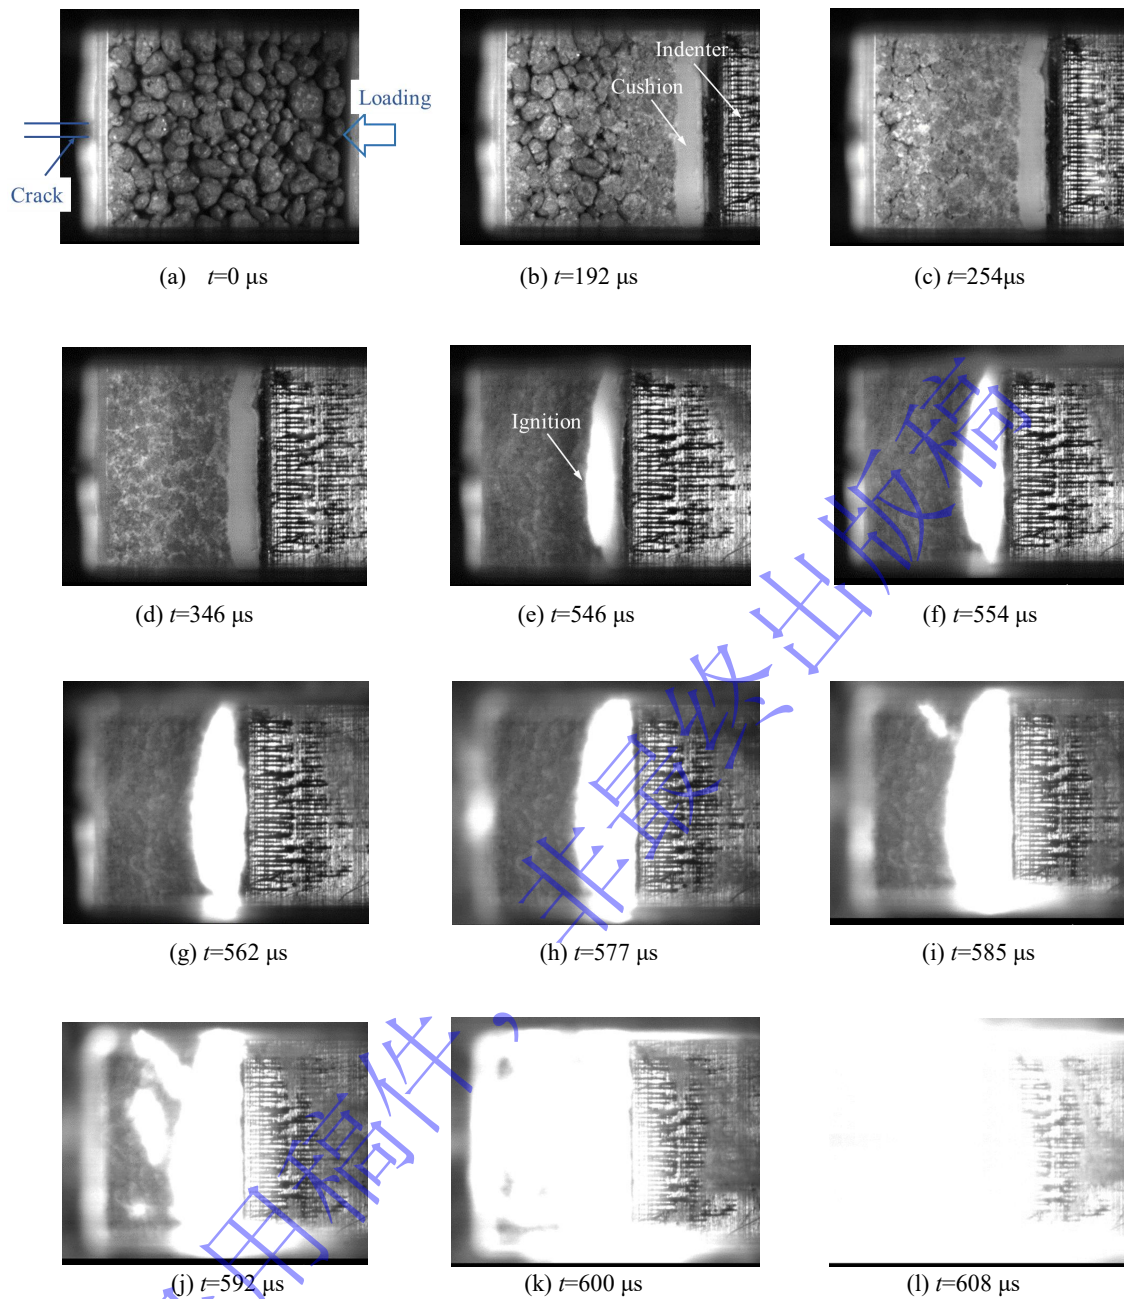 Loading
Crack
Indenter
Cushion
(a) t=0 μs
(b) t=192 μs
(c) t=254μs
Ignition
(d) t=346 μs
(e) t=546 μs
(f) t=554 μs
(g) t=562 μs
(h) t=577 μs
(i) t=585 μs
(j) t=592 μs
(k) t=600 μs
(l) t=608 μs
用稿件，非最终出版稿